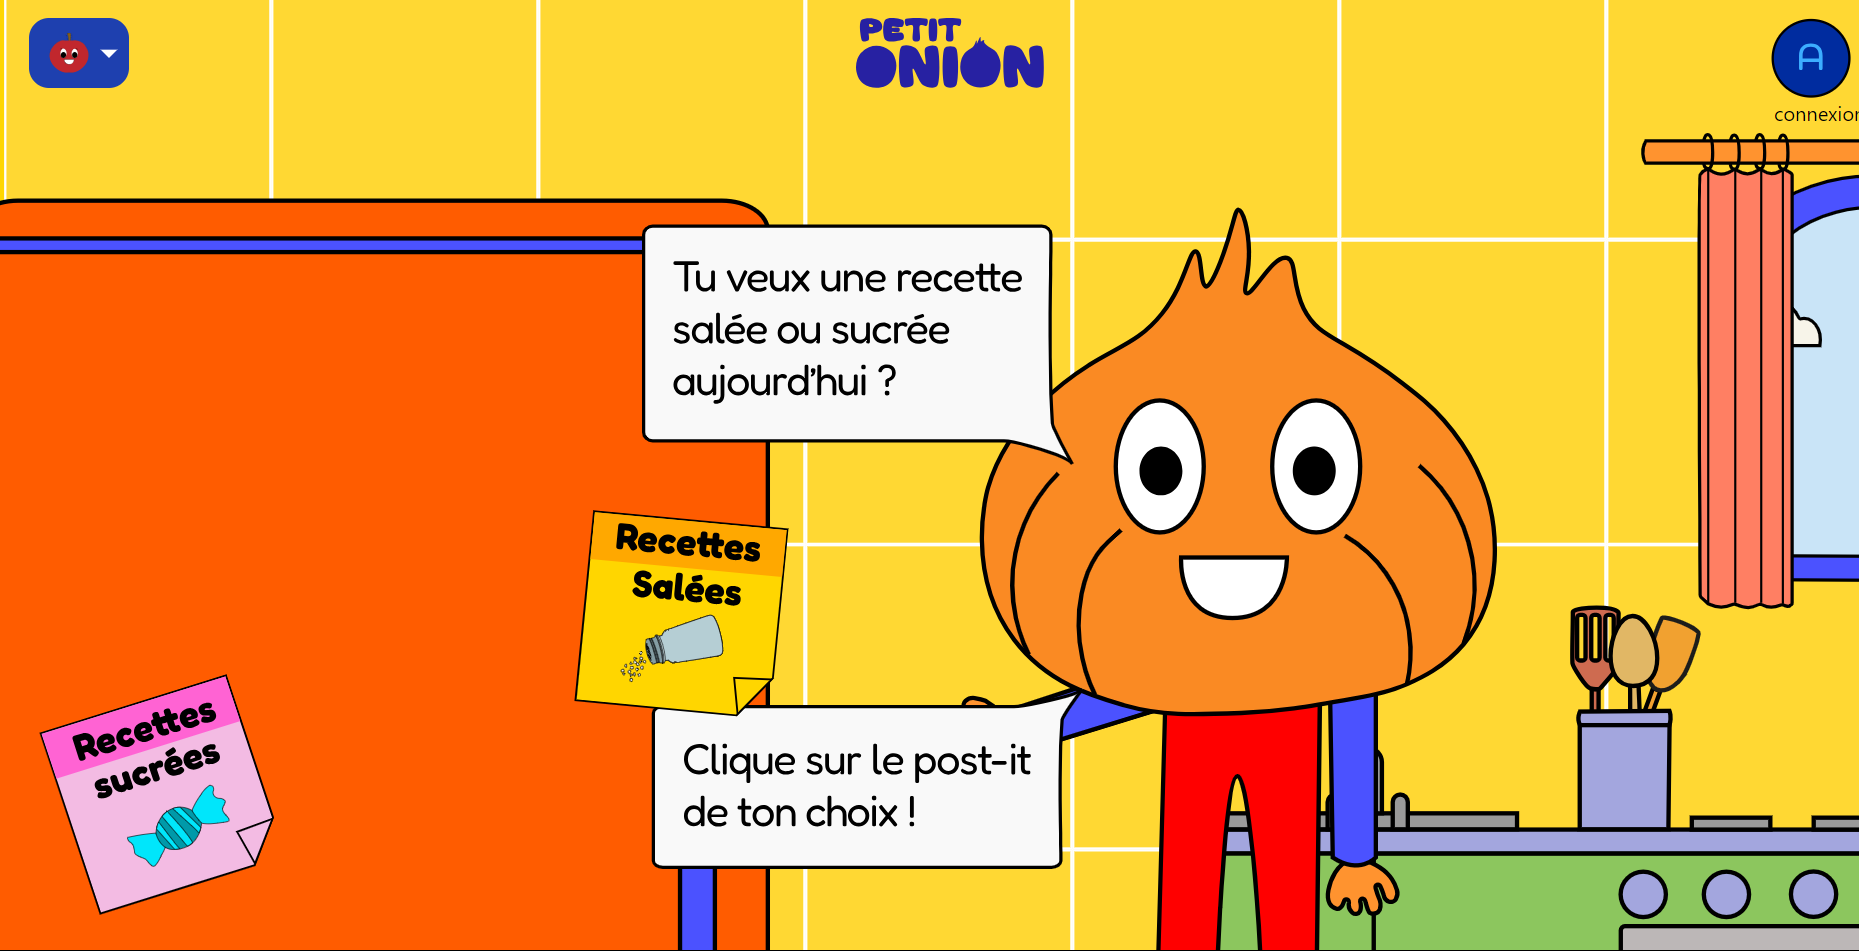 PETIT
ONION
A
connexion
Tu veux une recette
salée ou sucrée
aujourd'hui ?
Recettes
Salées
Recettes
sucrées
Clique sur le post-it
de ton choix !